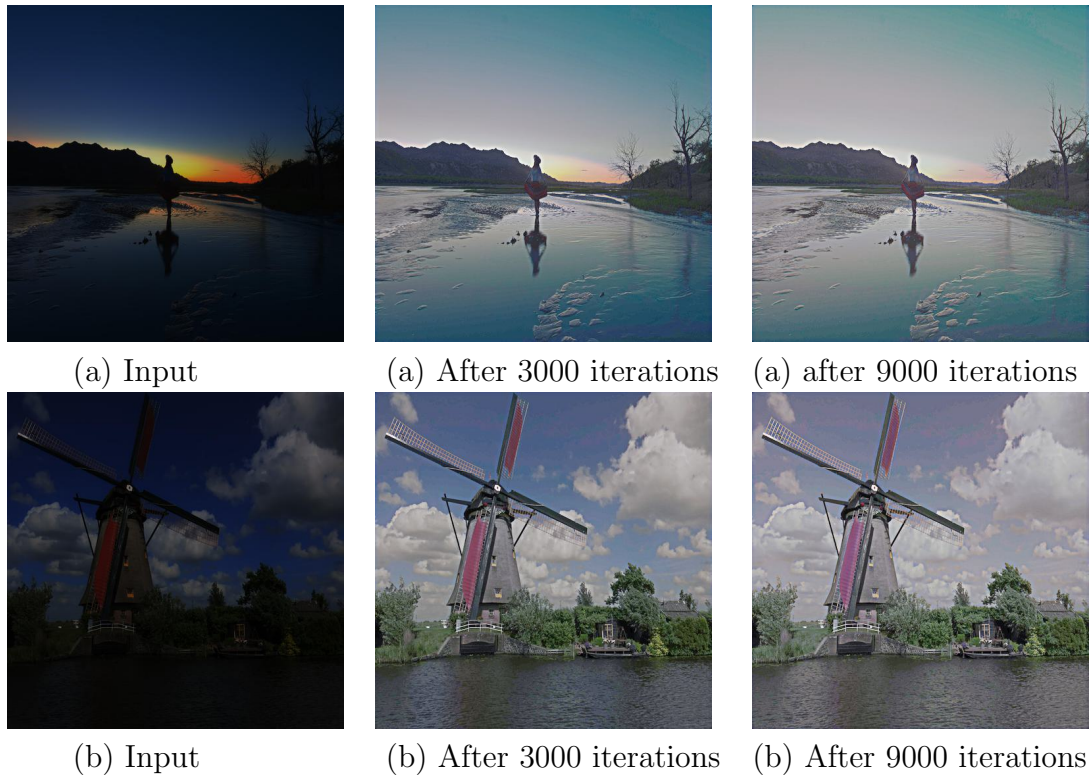 (a) Input
(a) After 3000 iterations
(a) after 9000 iterations
(b) Input
(b) After 3000 iterations
(b) After 9000 iterations